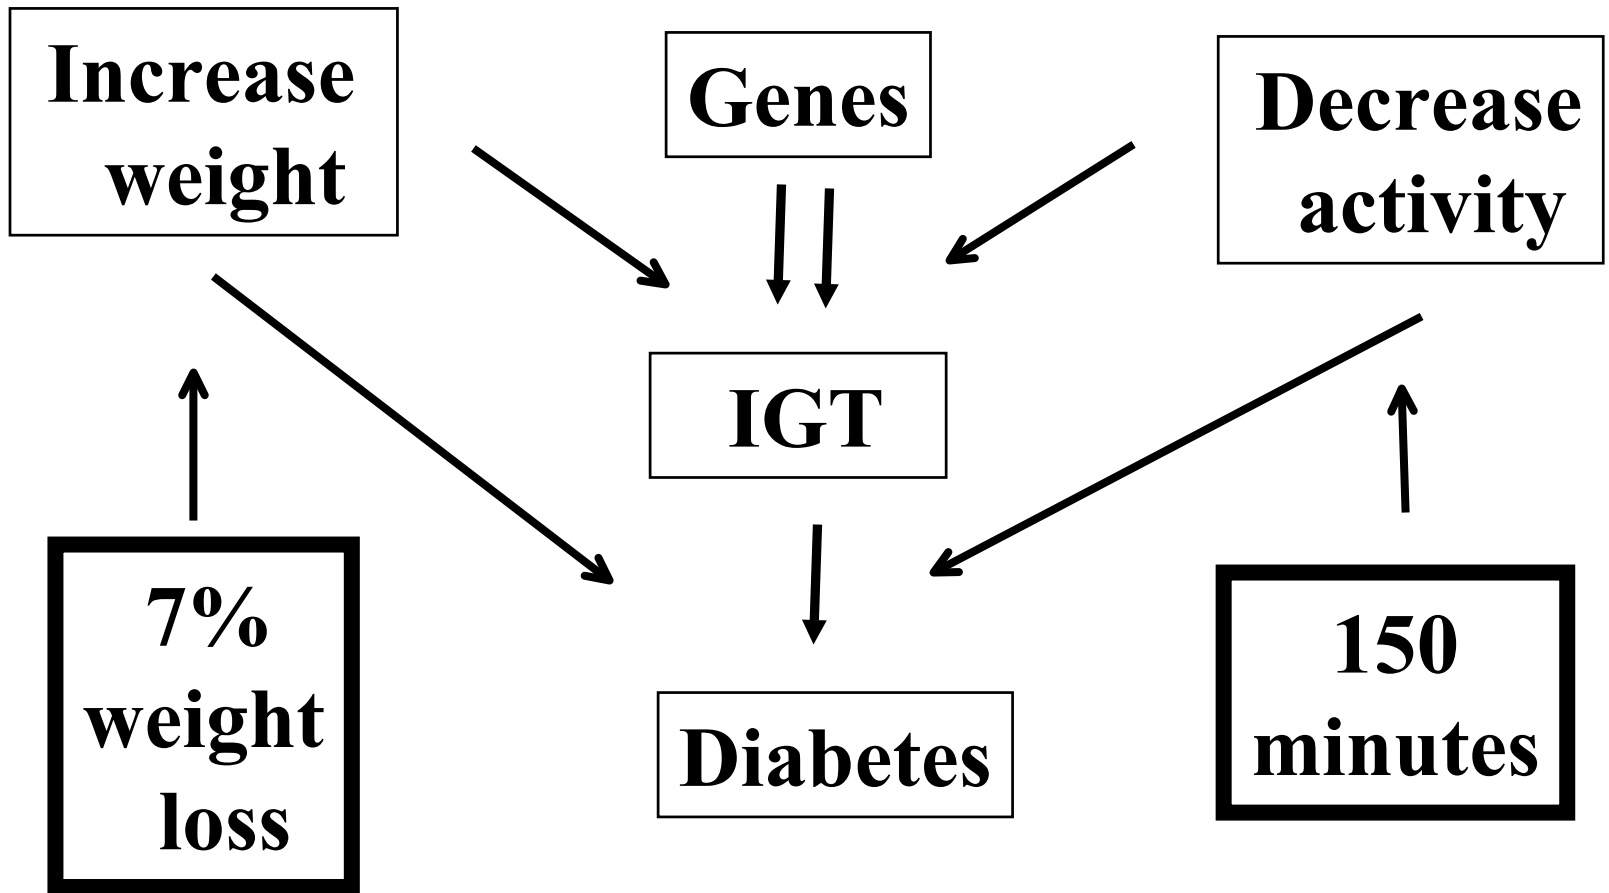 Increase
weight
Genes
Decrease
activity
IGT
7%
weight
loss
Diabetes
150
minutes